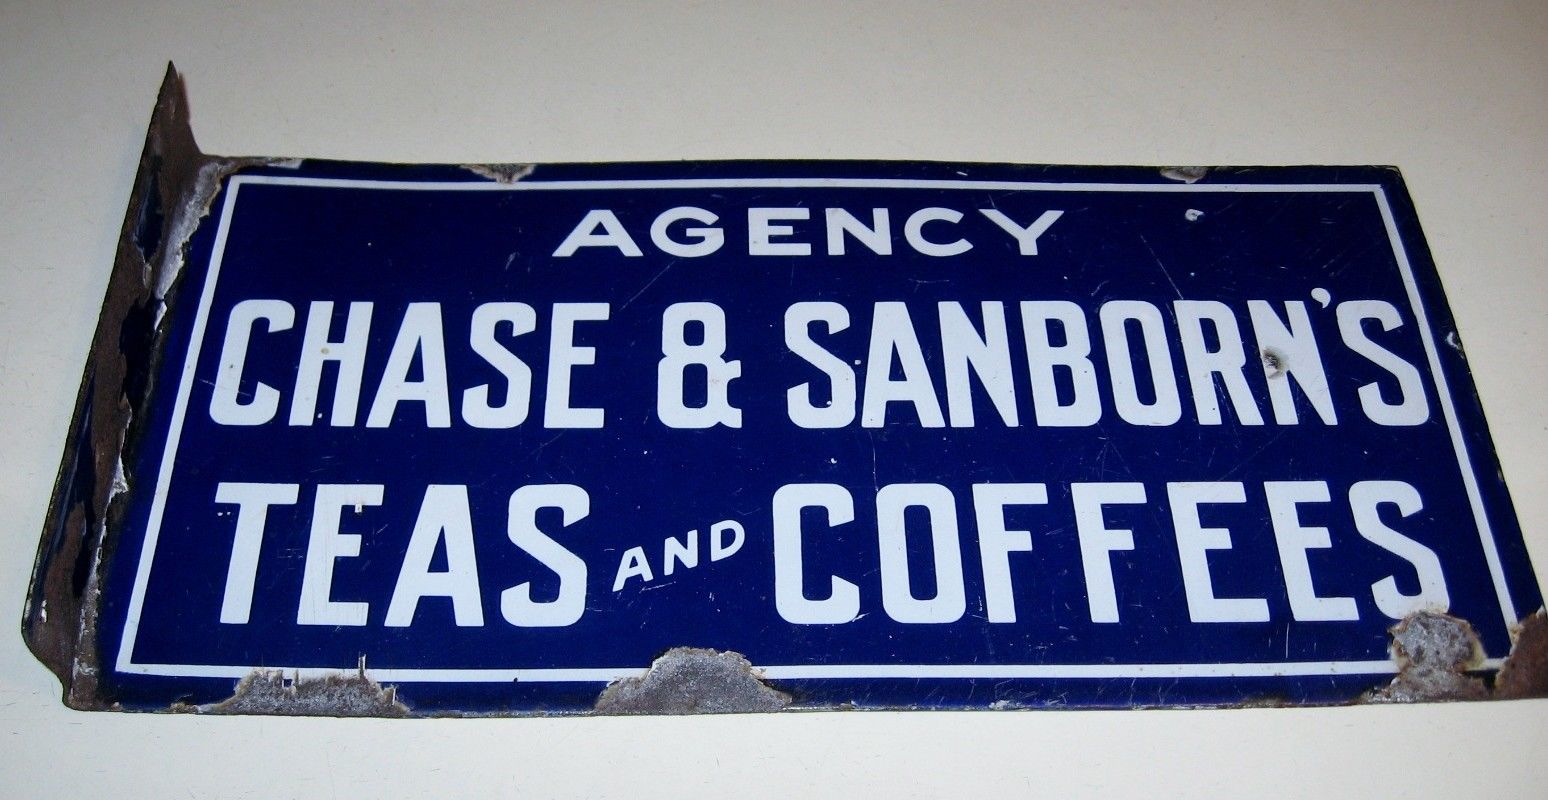 AGENCY
CHASE & SANBORN'S
TEAS AND COFFEES